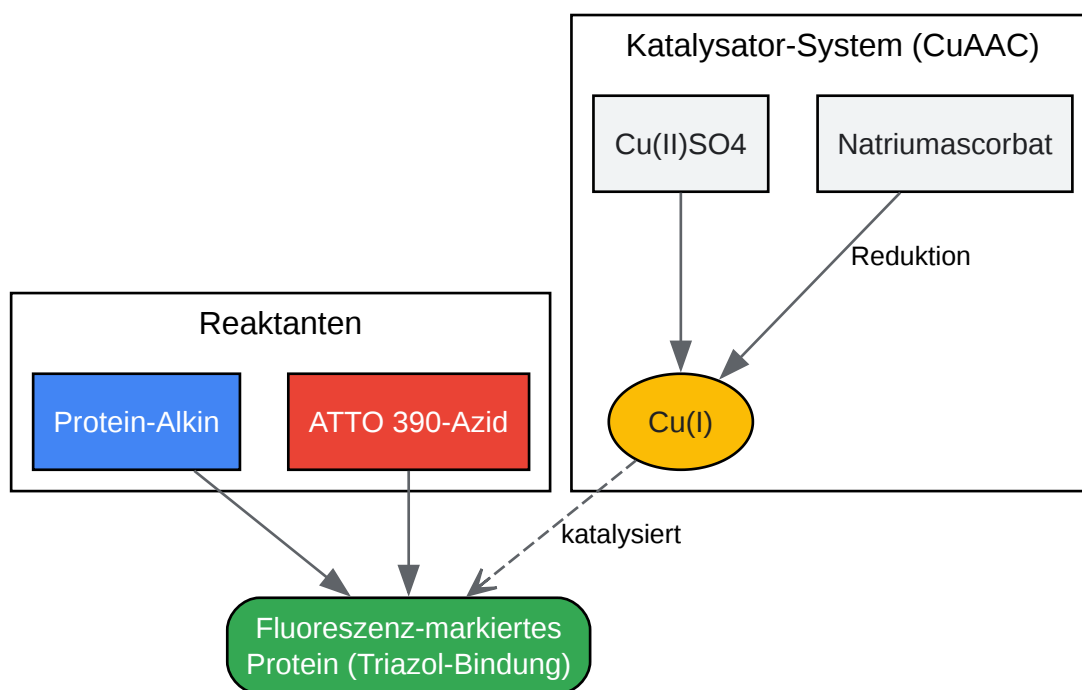 Katalysator-System (CuAAC)
Cu(II)SO4
Natriumascorbat
Reduktion
Reaktanten
Protein-Alkin
ATTO 390-Azid
Cu(I)
katalysiert
Fluoreszenz-markiertes
Protein (Triazol-Bindung)